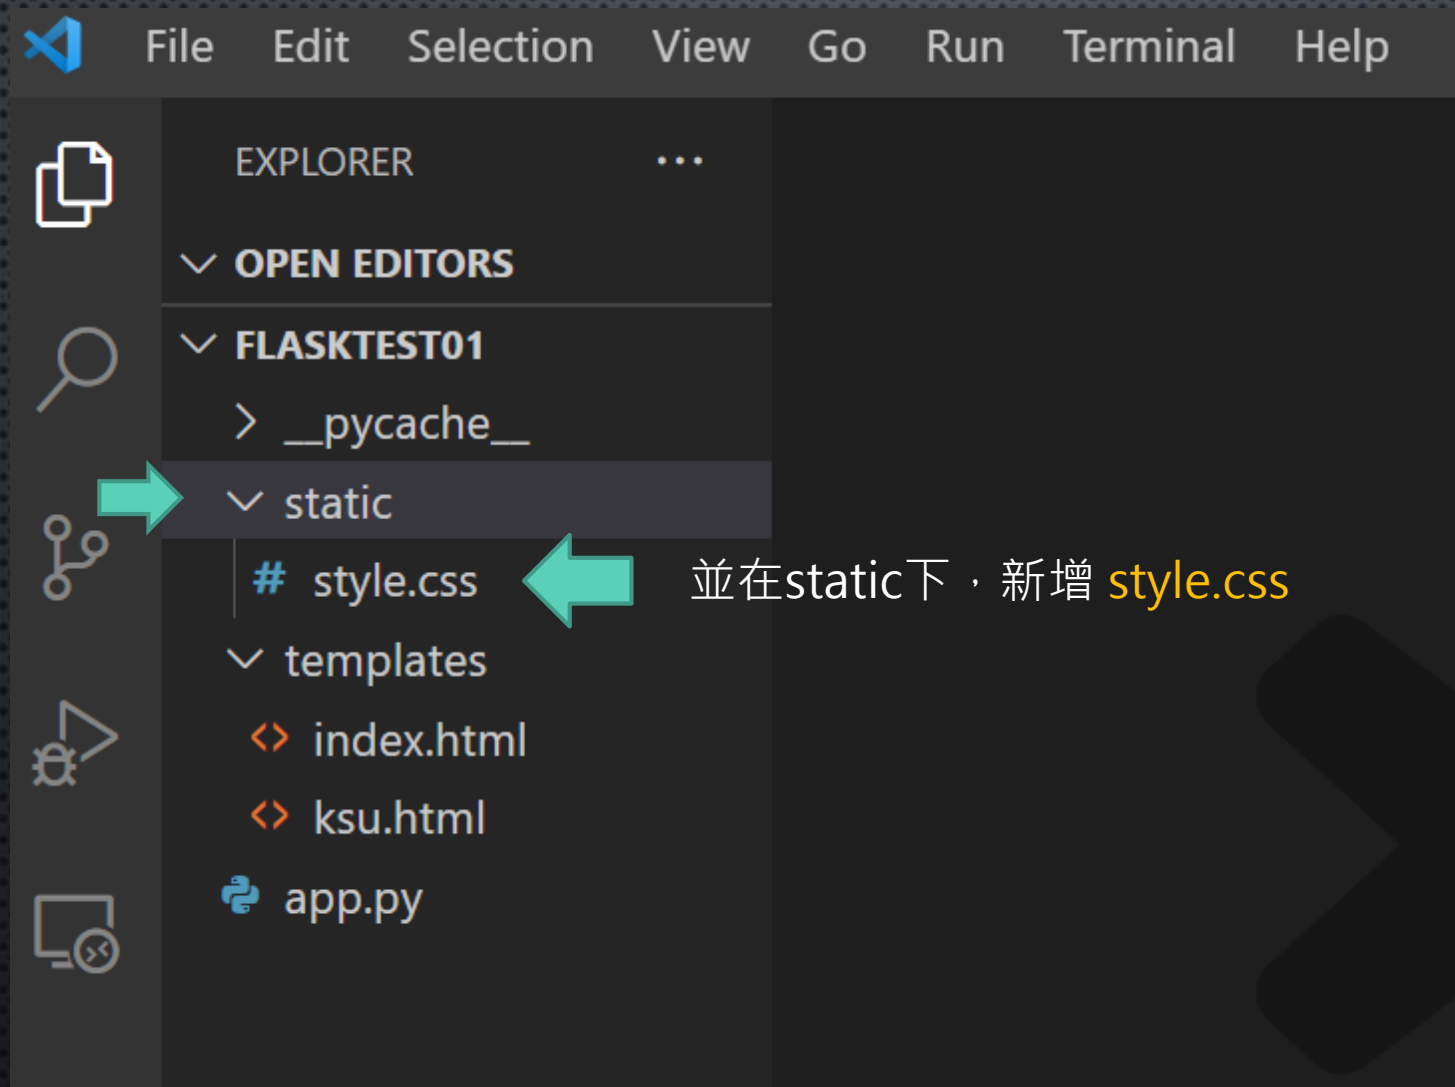 File Edit Selection View Go Run Terminal Help
EXPLORER ...
OPEN EDITORS
FLASKTEST01
__pycache__
static
# style.css
並在static下，新增 style.css
templates
<> index.html
<> ksu.html
app.py